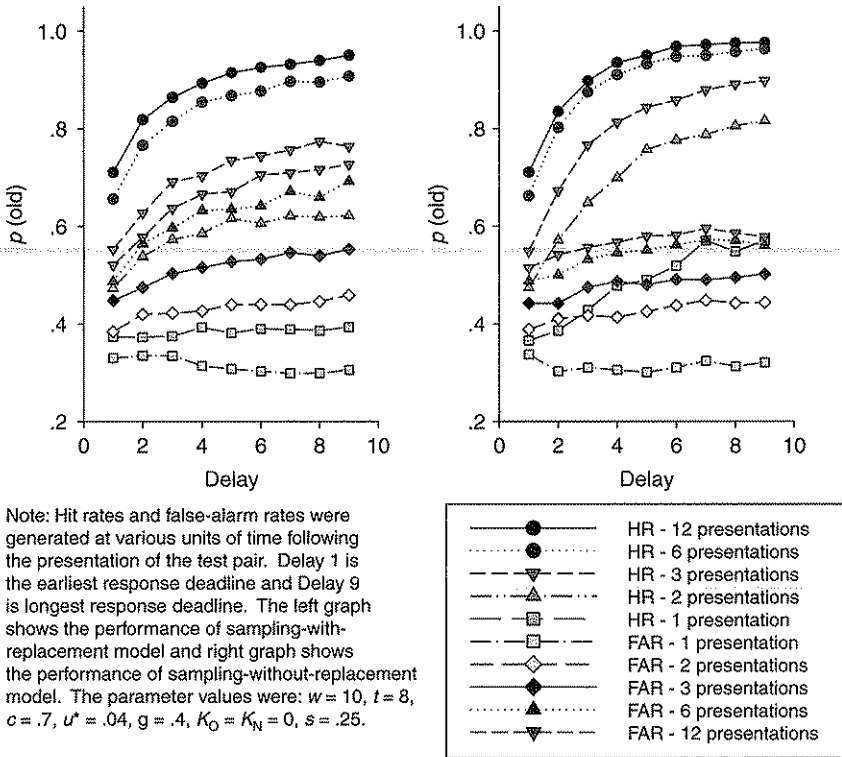 1.0
.8
.6
.4
.2
0 2 4 6 8 10
p (old)
Delay
1.0
.8
.6
.4
.2
0 2 4 6 8 10
p (old)
Delay
Note: Hit rates and false-alarm rates were
generated at various units of time following
the presentation of the test pair. Delay 1 is
the earliest response deadline and Delay 9
is longest response deadline. The left graph
shows the performance of sampling-with-
replacement model and right graph shows
the performance of sampling-without-replacement
model. The parameter values were: w = 10, t = 8,
c = .7, u* = .04, g = .4, K_O = K_N = 0, s = .25.
HR - 12 presentations
HR - 6 presentations
HR - 3 presentations
HR - 2 presentations
HR - 1 presentation
FAR - 1 presentation
FAR - 2 presentations
FAR - 3 presentations
FAR - 6 presentations
FAR - 12 presentations